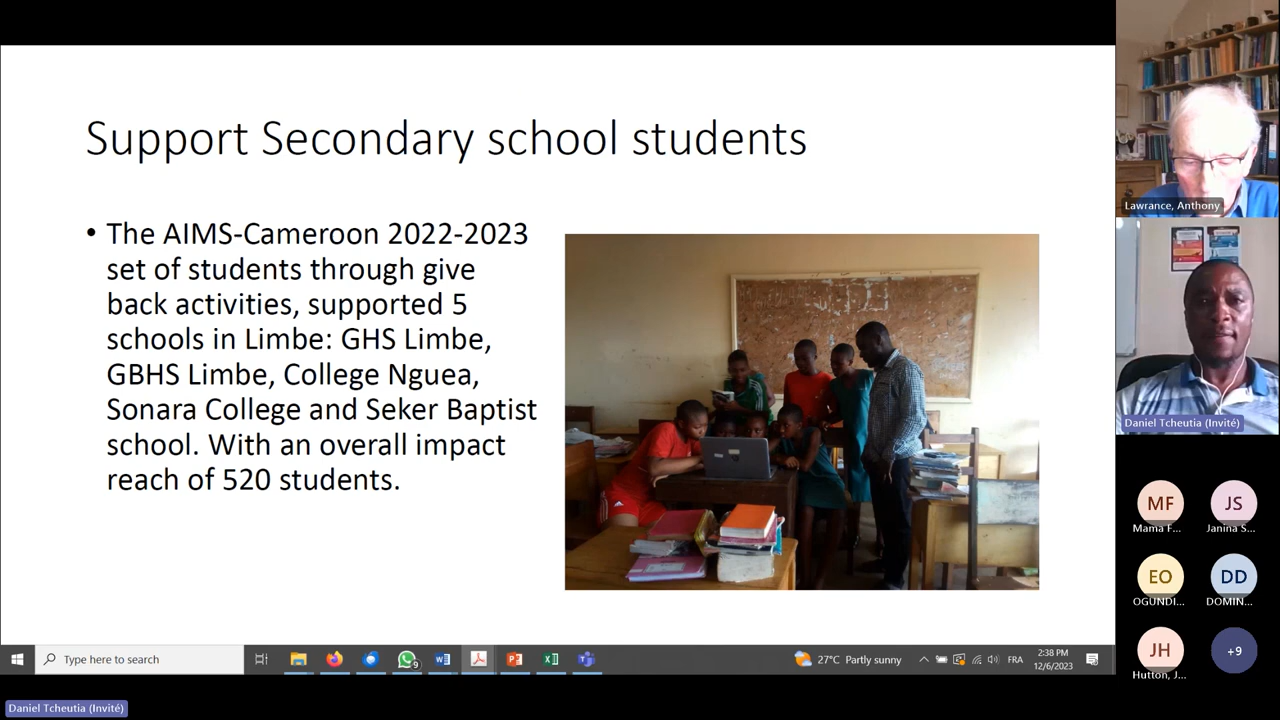 Support Secondary school students
• The AIMS-Cameroon 2022-2023
set of students through give
back activities, supported 5
schools in Limbe: GHS Limbe,
GBHS Limbe, College Nguea,
Sonara College and Seker Baptist
school. With an overall impact
reach of 520 students.
Lawrance, Anthony
Daniel Tcheutia (Invité)
MF
JS
Mama F...
Janina S...
EO
DD
OGUNDI...
DOMIN...
JH
+9
Hutton, J...
Type here to search
9
27°C Partly sunny
FRA
2:38 PM
12/6/2023
Daniel Tcheutia (Invité)